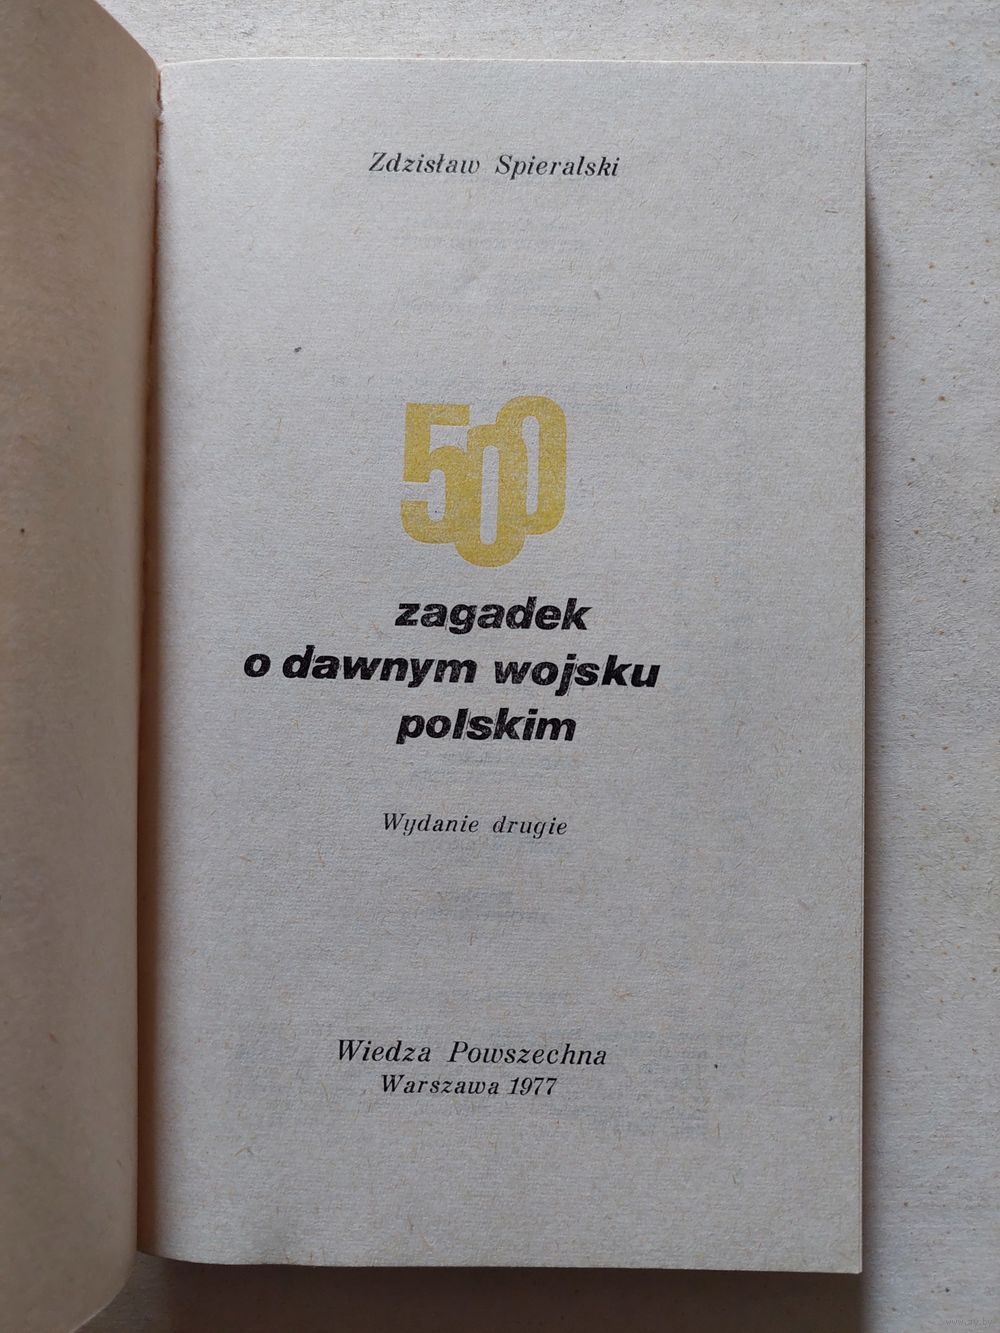 Zdzisław Spieralski
500
zagadek
o dawnym wojsku
polskim
Wydanie drugie
Wiedza Powszechna
Warszawa 1977